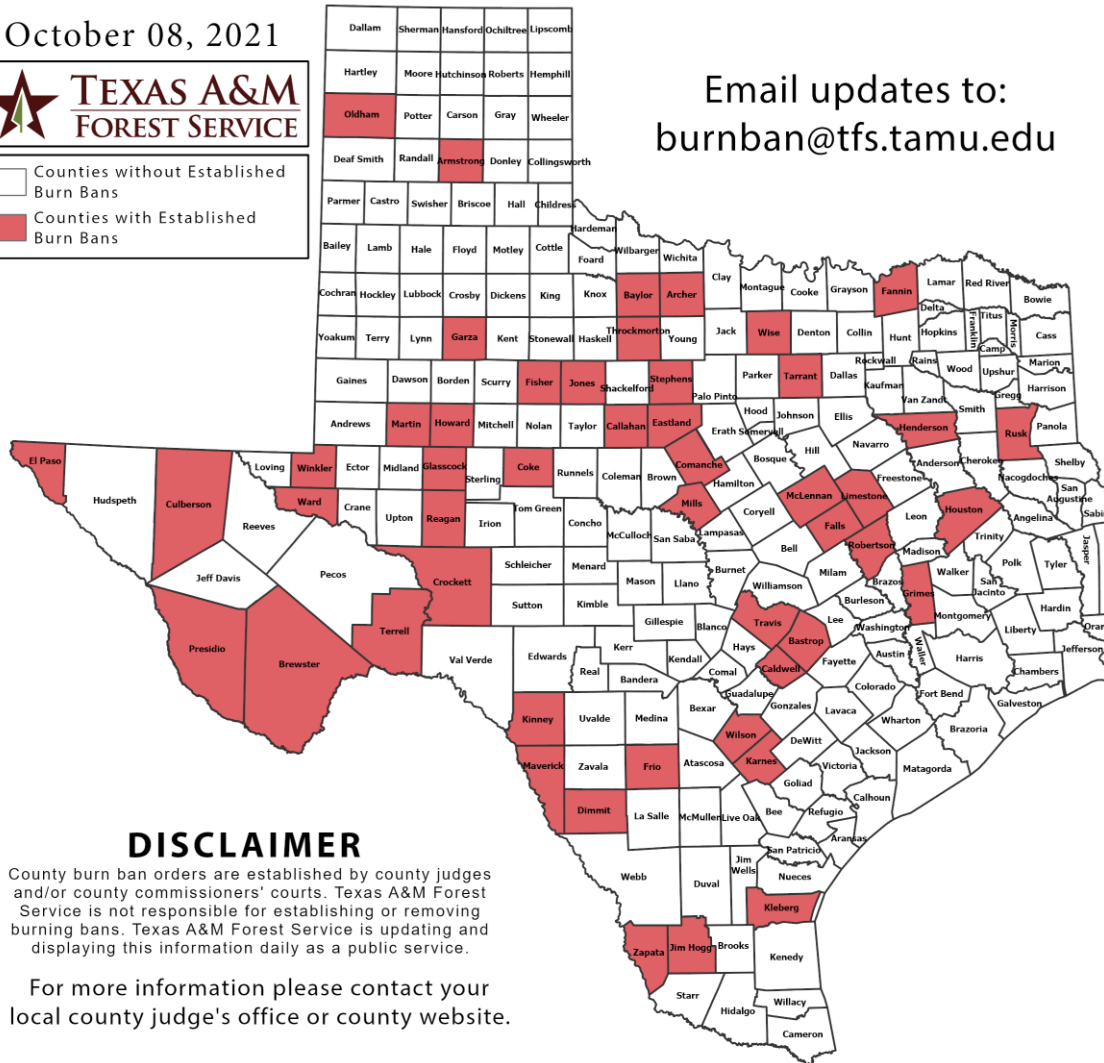 October 08, 2021
TEXAS A&M
FOREST SERVICE
Counties without Established
Burn Bans
Counties with Established
Burn Bans
Email updates to:
burnban@tfs.tamu.edu
Dallam Sherman Hansford Ochiltree Lipscomb
Hartley Moore Hutchinson Roberts Hemphill
Oldham Potter Carson Gray Wheeler
Deaf Smith Randall Armstrong Donley Collingsworth
Parmer Castro Swisher Briscoe Hall Childress
Hardeman
Bailey Lamb Hale Floyd Motley Cottle Foard Wilbarger Wichita
Clay Montague Cooke Grayson Fannin Lamar Red River Bowie
Cochran Hockley Lubbock Crosby Dickens King Knox Baylor Archer
Delta Titus Franklin Morris
Yoakum Terry Lynn Garza Kent Stonewall Haskell Throckmorton Young Jack Wise Denton Collin Hunt Hopkins Cass
Camp
Rockwall Rains Wood Upshur Marion
Gaines Dawson Borden Scurry Fisher Jones Shackelford Stephens Palo Pinto Parker Tarrant Dallas Kaufman Van Zandt Gregg Harrison
Andrews Martin Howard Mitchell Nolan Taylor Callahan Eastland Erath Hood Somervell Johnson Ellis Henderson Smith Rusk Panola
El Paso Hudspeth Culberson Loving Winkler Ector Midland Glasscock Sterling Coke Runnels Coleman Brown Comanche Hamilton Bosque Hill Navarro Anderson Cherokee Nacogdoches Shelby
San
Augustine
Sabi
Ward Crane Upton Reagan Irion Tom Green Concho McCulloch San Saba Mills Lampasas Coryell McLennan Limestone Freestone Leon Houston Angelina
Reeves Jeff Davis Pecos Crockett Schleicher Menard Mason Llano Burnet Bell Falls Robertson Madison Trinity Polk Tyler Jasper
Presidio Brewster Terrell Sutton Kimble Gillespie Blanco Williamson Milam Brazos Grimes Walker San
Jacinto Hardin
Travis Burleson Montgomery Liberty Oran
Val Verde Edwards Real Kerr Kendall Bandera Hays Comal Bastrop Lee Washington Waller Harris Jefferson
Caldwell Fayette Austin Chambers
Guadalupe Gonzales Colorado Fort Bend Galveston
Kinney Uvalde Medina Bexar Wilson Lavaca Wharton Brazoria
Maverick Zavala Frio Atascosa Karnes DeWitt Victoria Jackson Matagorda
Dimmit La Salle McMullen Live Oak Bee Goliad Refugio Calhoun
Aransas
San Patricio
Webb Duval Jim
Wells Nueces
Kleberg
Zapata Jim Hogg Brooks Kenedy
Starr Hidalgo Willacy
Cameron
DISCLAIMER
County burn ban orders are established by county judges
and/or county commissioners' courts. Texas A&M Forest
Service is not responsible for establishing or removing
burning bans. Texas A&M Forest Service is updating and
displaying this information daily as a public service.
For more information please contact your
local county judge's office or county website.